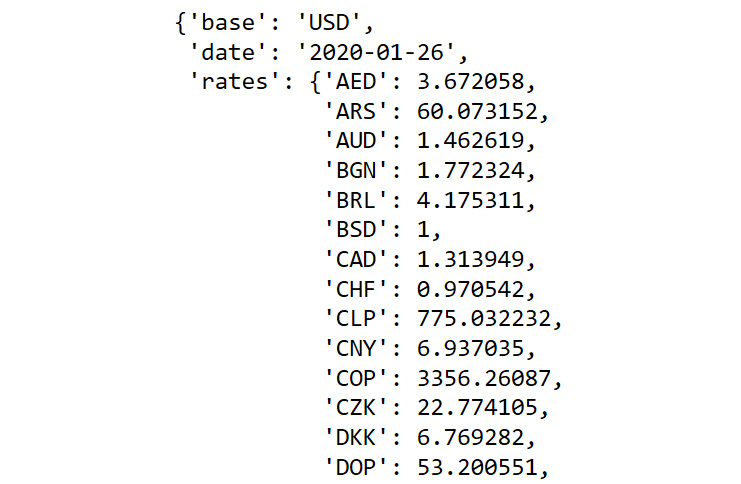 {'base': 'USD',
 'date': '2020-01-26',
 'rates': {'AED': 3.672058,
           'ARS': 60.073152,
           'AUD': 1.462619,
           'BGN': 1.772324,
           'BRL': 4.175311,
           'BSD': 1,
           'CAD': 1.313949,
           'CHF': 0.970542,
           'CLP': 775.032232,
           'CNY': 6.937035,
           'COP': 3356.26087,
           'CZK': 22.774105,
           'DKK': 6.769282,
           'DOP': 53.200551,